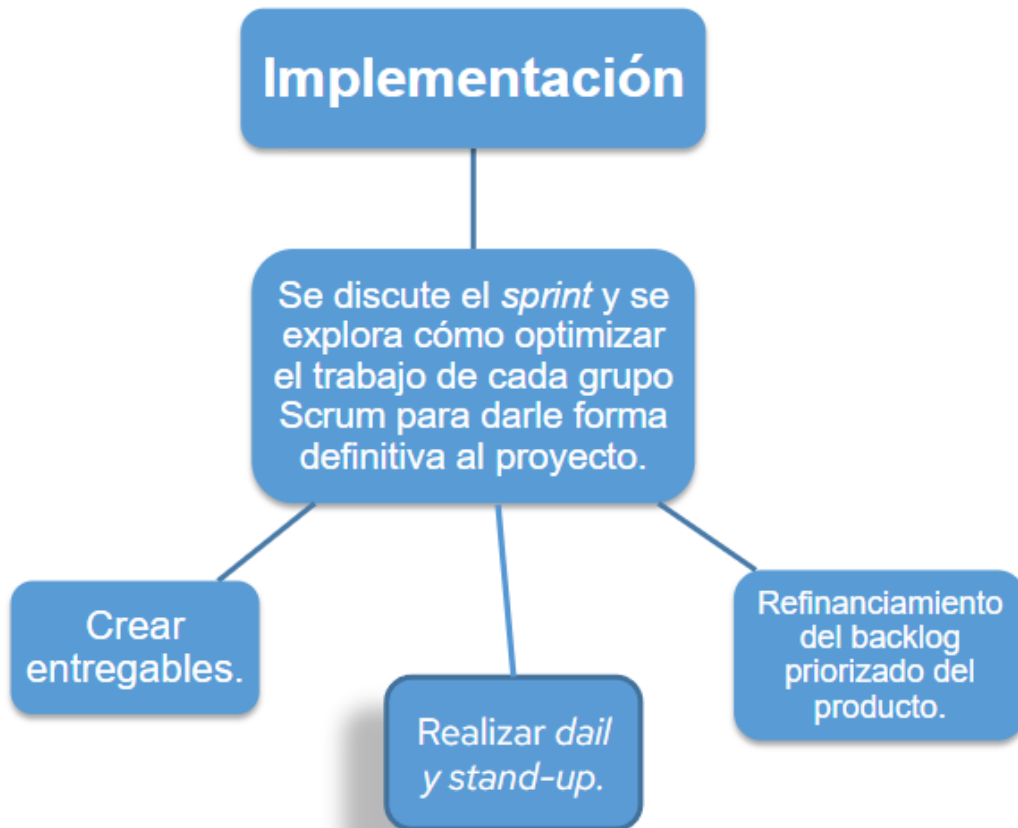 Implementación
Se discute el sprint y se
explora cómo optimizar
el trabajo de cada grupo
Scrum para darle forma
definitiva al proyecto.
Crear
entregables.
Realizar dail
y stand-up.
Refinanciamiento
del backlog
priorizado del
producto.